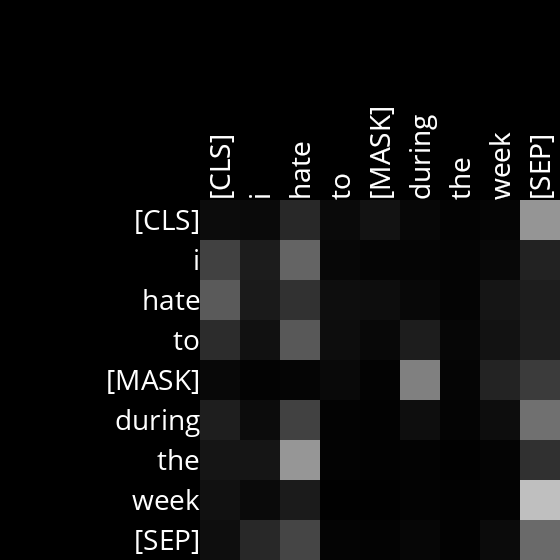 [CLS] i hate to [MASK] during the week [SEP]
[CLS]
i
hate
to
[MASK]
during
the
week
[SEP]